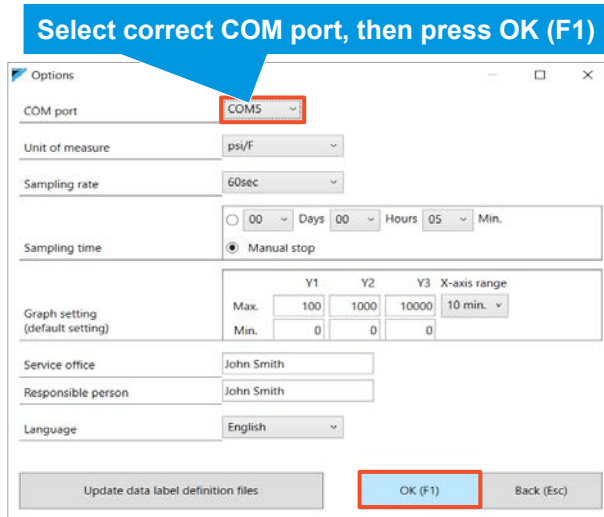 Select correct COM port, then press OK (F1)
Options
COM port COM5
Unit of measure psi/F
Sampling rate 60sec
00 Days 00 Hours 05 Min.
Sampling time Manual stop
Y1 Y2 Y3 X-axis range
Max. 100 1000 10000 10 min.
Graph setting
(default setting) Min. 0 0 0
Service office John Smith
Responsible person John Smith
Language English
Update data label definition files OK (F1) Back (Esc)